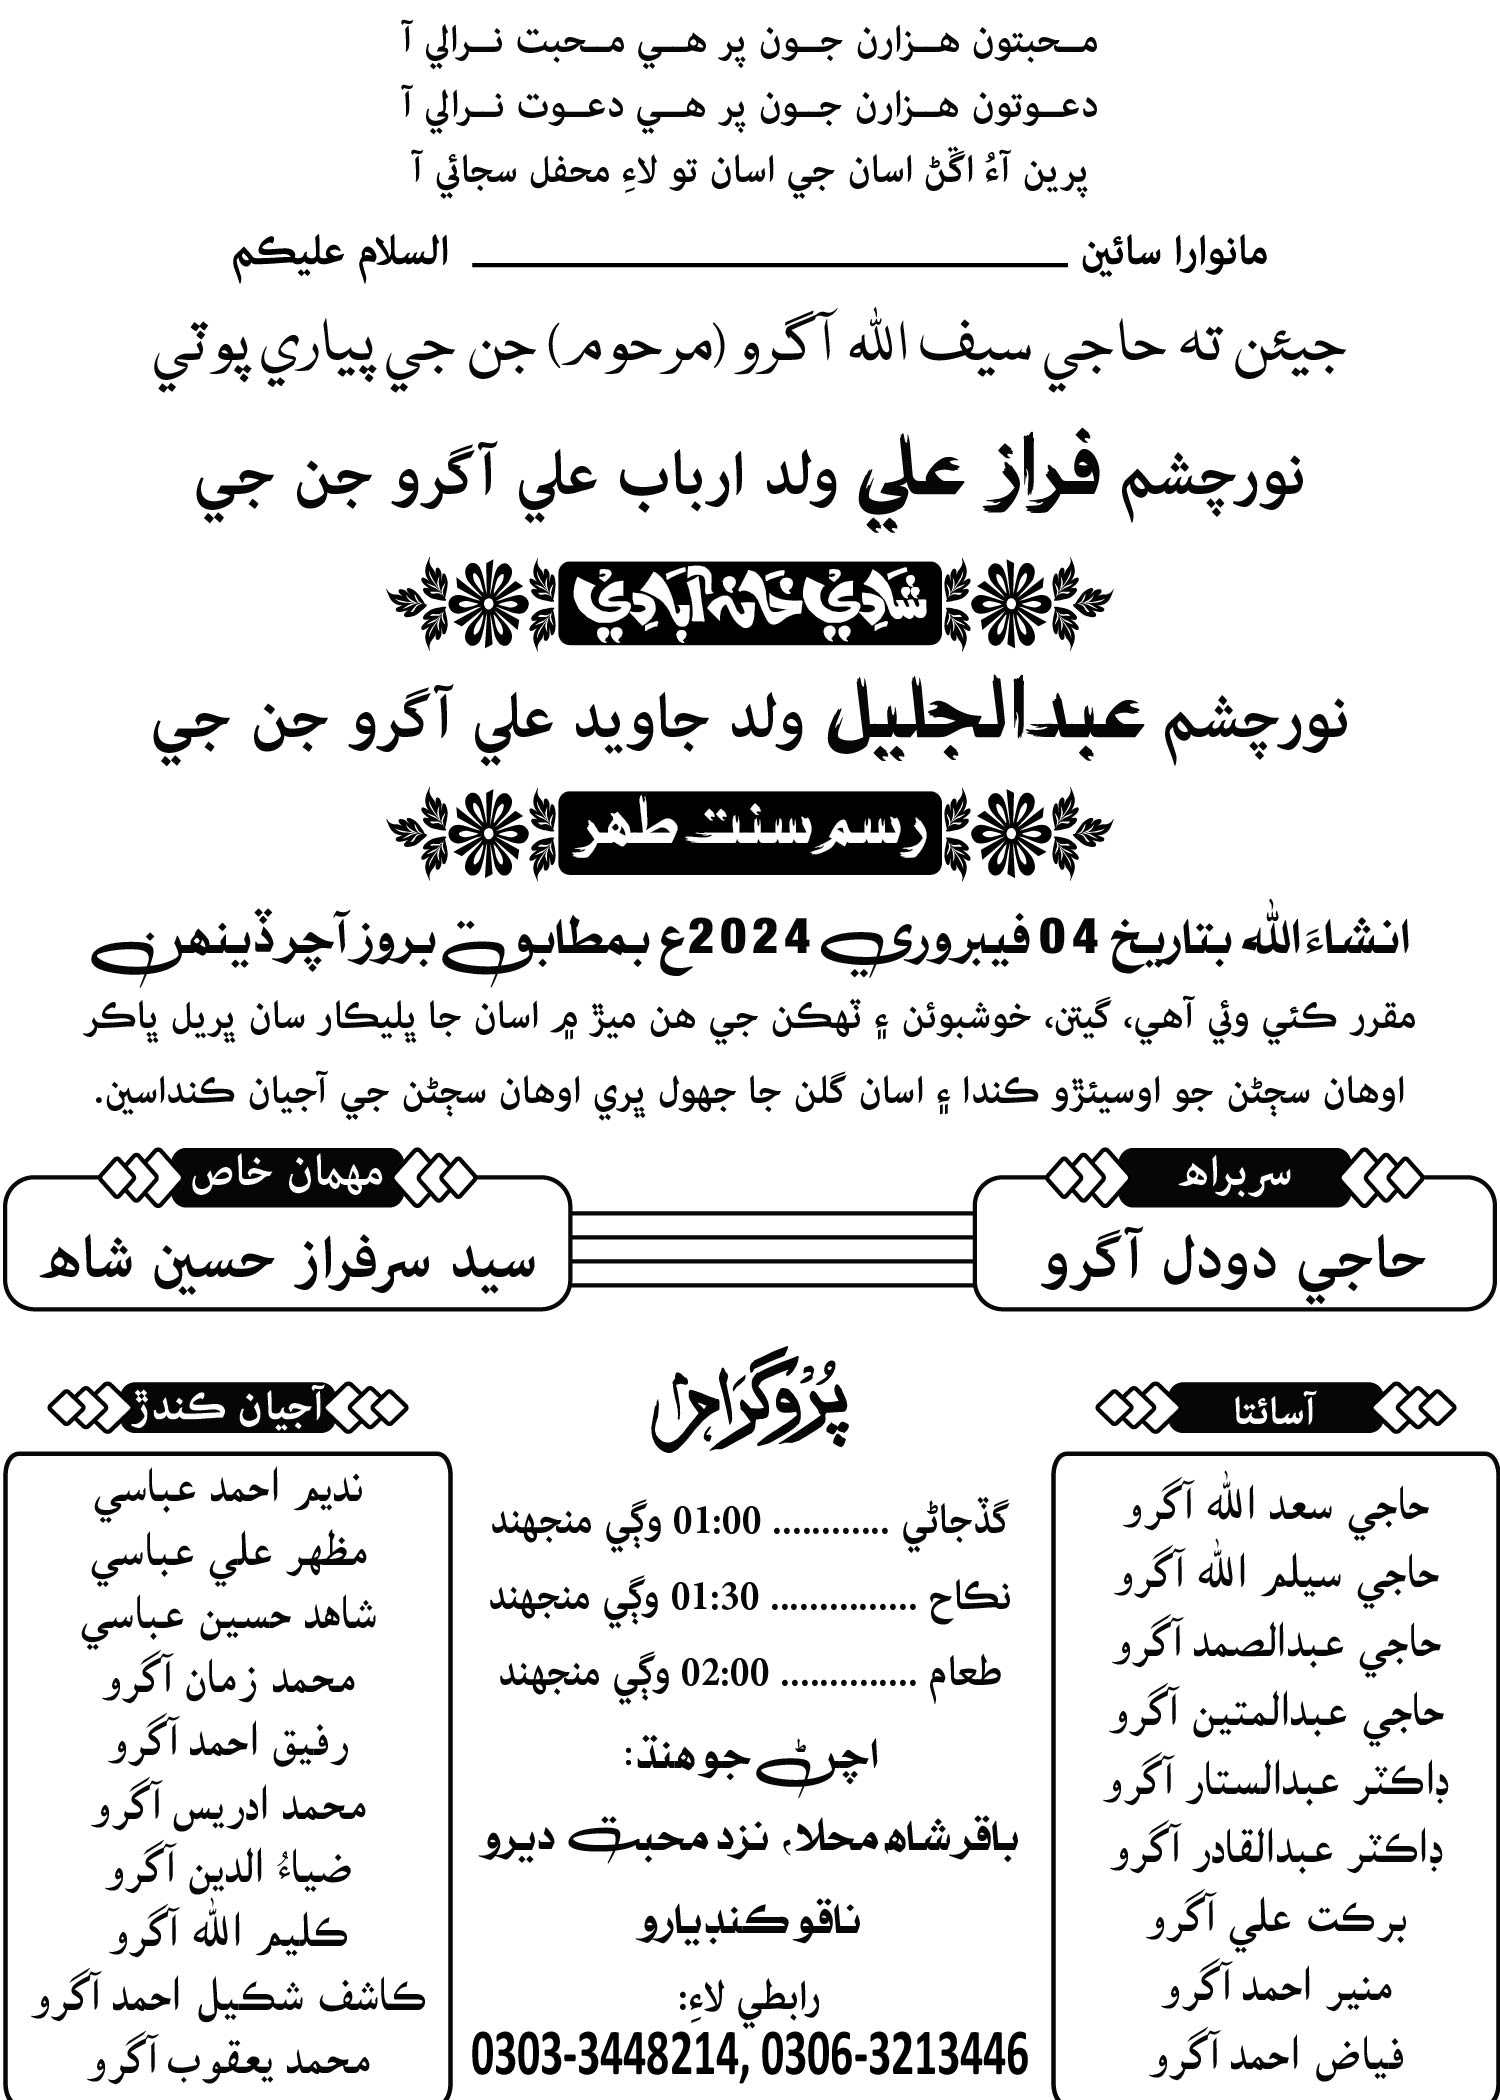 محبتون هزارن جون پر هي محبت نرالي آ
دعوتون هزارن جون پر هي دعوت نرالي آ
پرين آءُ اڱڻ اسان جي اسان تو لاءِ محفل سجائي آ
مانوارا سائين ــــــــــــــــــــ السلام عليڪم
جيئن ته حاجي سيف الله آگرو (مرحوم) جن جي پياري پوٽي
نورچشم فراز علي ولد ارباب علي آگرو جن جي
شادي خانه آبادي
نورچشم عبدالجليل ولد جاويد علي آگرو جن جي
رسم سنت طهر
انشاءَالله بتاريخ 04 فيبروري 2024ع بمطابق بروز آچر ڏينهن
مقرر ڪئي وئي آهي، گيتن، خوشبوئن ۽ ٽهڪن جي هن ميڙ ۾ اسان جا ڀليڪار سان ڀريل ڀاڪر
اوهان سڄڻن جو اوسيئڙو ڪندا ۽ اسان گلن جا جهول ڀري اوهان سڄڻن جي آجيان ڪنداسين.
سربراهه
حاجي دودل آگرو
مهمان خاص
سيد سرفراز حسين شاهه
آسائتا
حاجي سعد الله آگرو
حاجي سيلم الله آگرو
حاجي عبدالصمد آگرو
حاجي عبدالمتين آگرو
ڊاڪٽر عبدالستار آگرو
ڊاڪٽر عبدالقادر آگرو
برڪت علي آگرو
منير احمد آگرو
فياض احمد آگرو
پروگرام
گڏجاڻي ............ 01:00 وڳي منجهند
نڪاح ............... 01:30 وڳي منجهند
طعام .............. 02:00 وڳي منجهند
اچڻ جو هنڌ:
باقر شاهه محلا، نزد محبت ديرو
ناقو ڪنڊيارو
رابطي لاءِ:
0303-3448214, 0306-3213446
آجيان ڪندڙ
نديم احمد عباسي
مظهر علي عباسي
شاهد حسين عباسي
محمد زمان آگرو
رفيق احمد آگرو
محمد ادريس آگرو
ضياءُ الدين آگرو
ڪليم الله آگرو
ڪاشف شڪيل احمد آگرو
محمد يعقوب آگرو